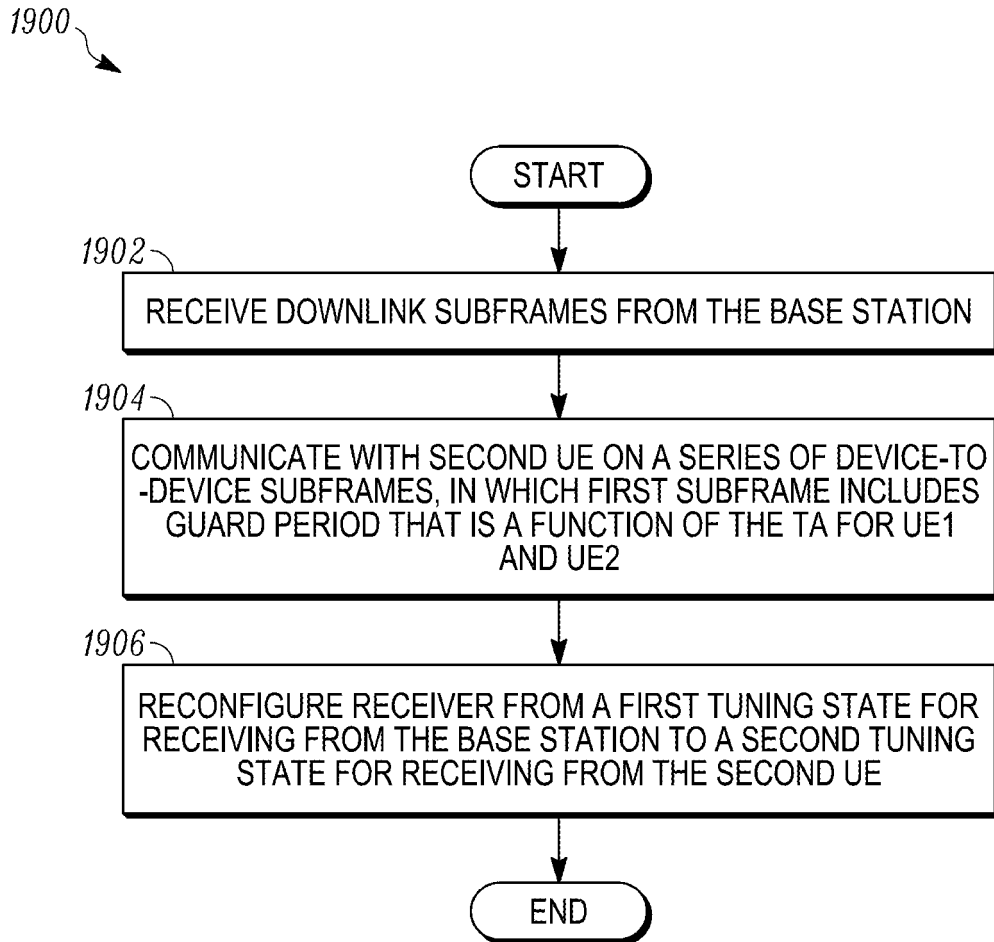 1900
START
1902
RECEIVE DOWNLINK SUBFRAMES FROM THE BASE STATION
1904
COMMUNICATE WITH SECOND UE ON A SERIES OF DEVICE-TO
-DEVICE SUBFRAMES, IN WHICH FIRST SUBFRAME INCLUDES
GUARD PERIOD THAT IS A FUNCTION OF THE TA FOR UE1
AND UE2
1906
RECONFIGURE RECEIVER FROM A FIRST TUNING STATE FOR
RECEIVING FROM THE BASE STATION TO A SECOND TUNING
STATE FOR RECEIVING FROM THE SECOND UE
END